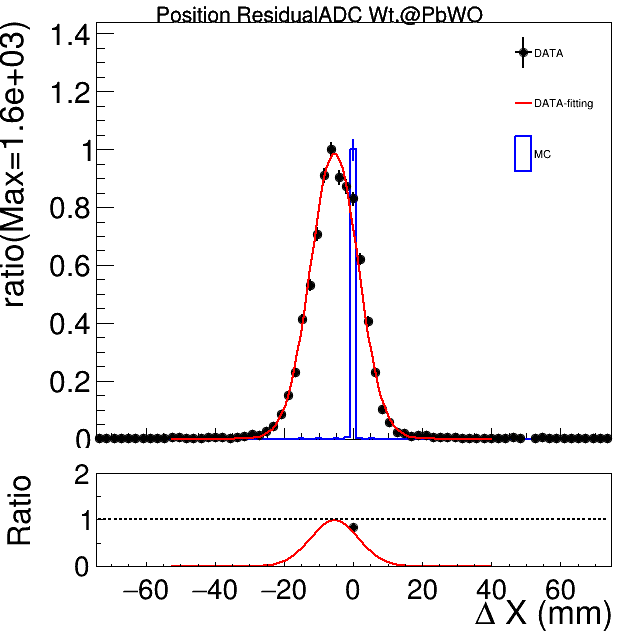 Position ResidualADC Wt.@PbWO
ratio(Max=1.6e+03)
1.4
1.2
1
0.8
0.6
0.4
0.2
0
DATA
DATA-fitting
MC
Ratio
2
1
0
−60 −40 −20 0 20 40 60
Δ X (mm)